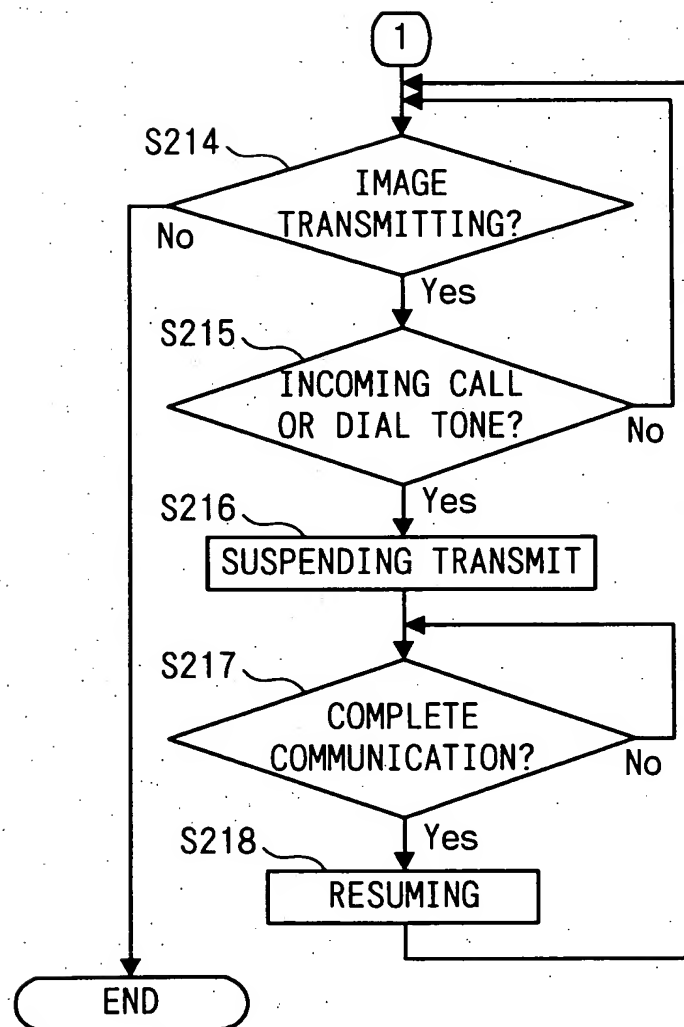 1
S214
IMAGE
TRANSMITTING?
No
Yes
S215
INCOMING CALL
OR DIAL TONE?
No
Yes
S216
SUSPENDING TRANSMIT
S217
COMPLETE
COMMUNICATION?
No
Yes
S218
RESUMING
END